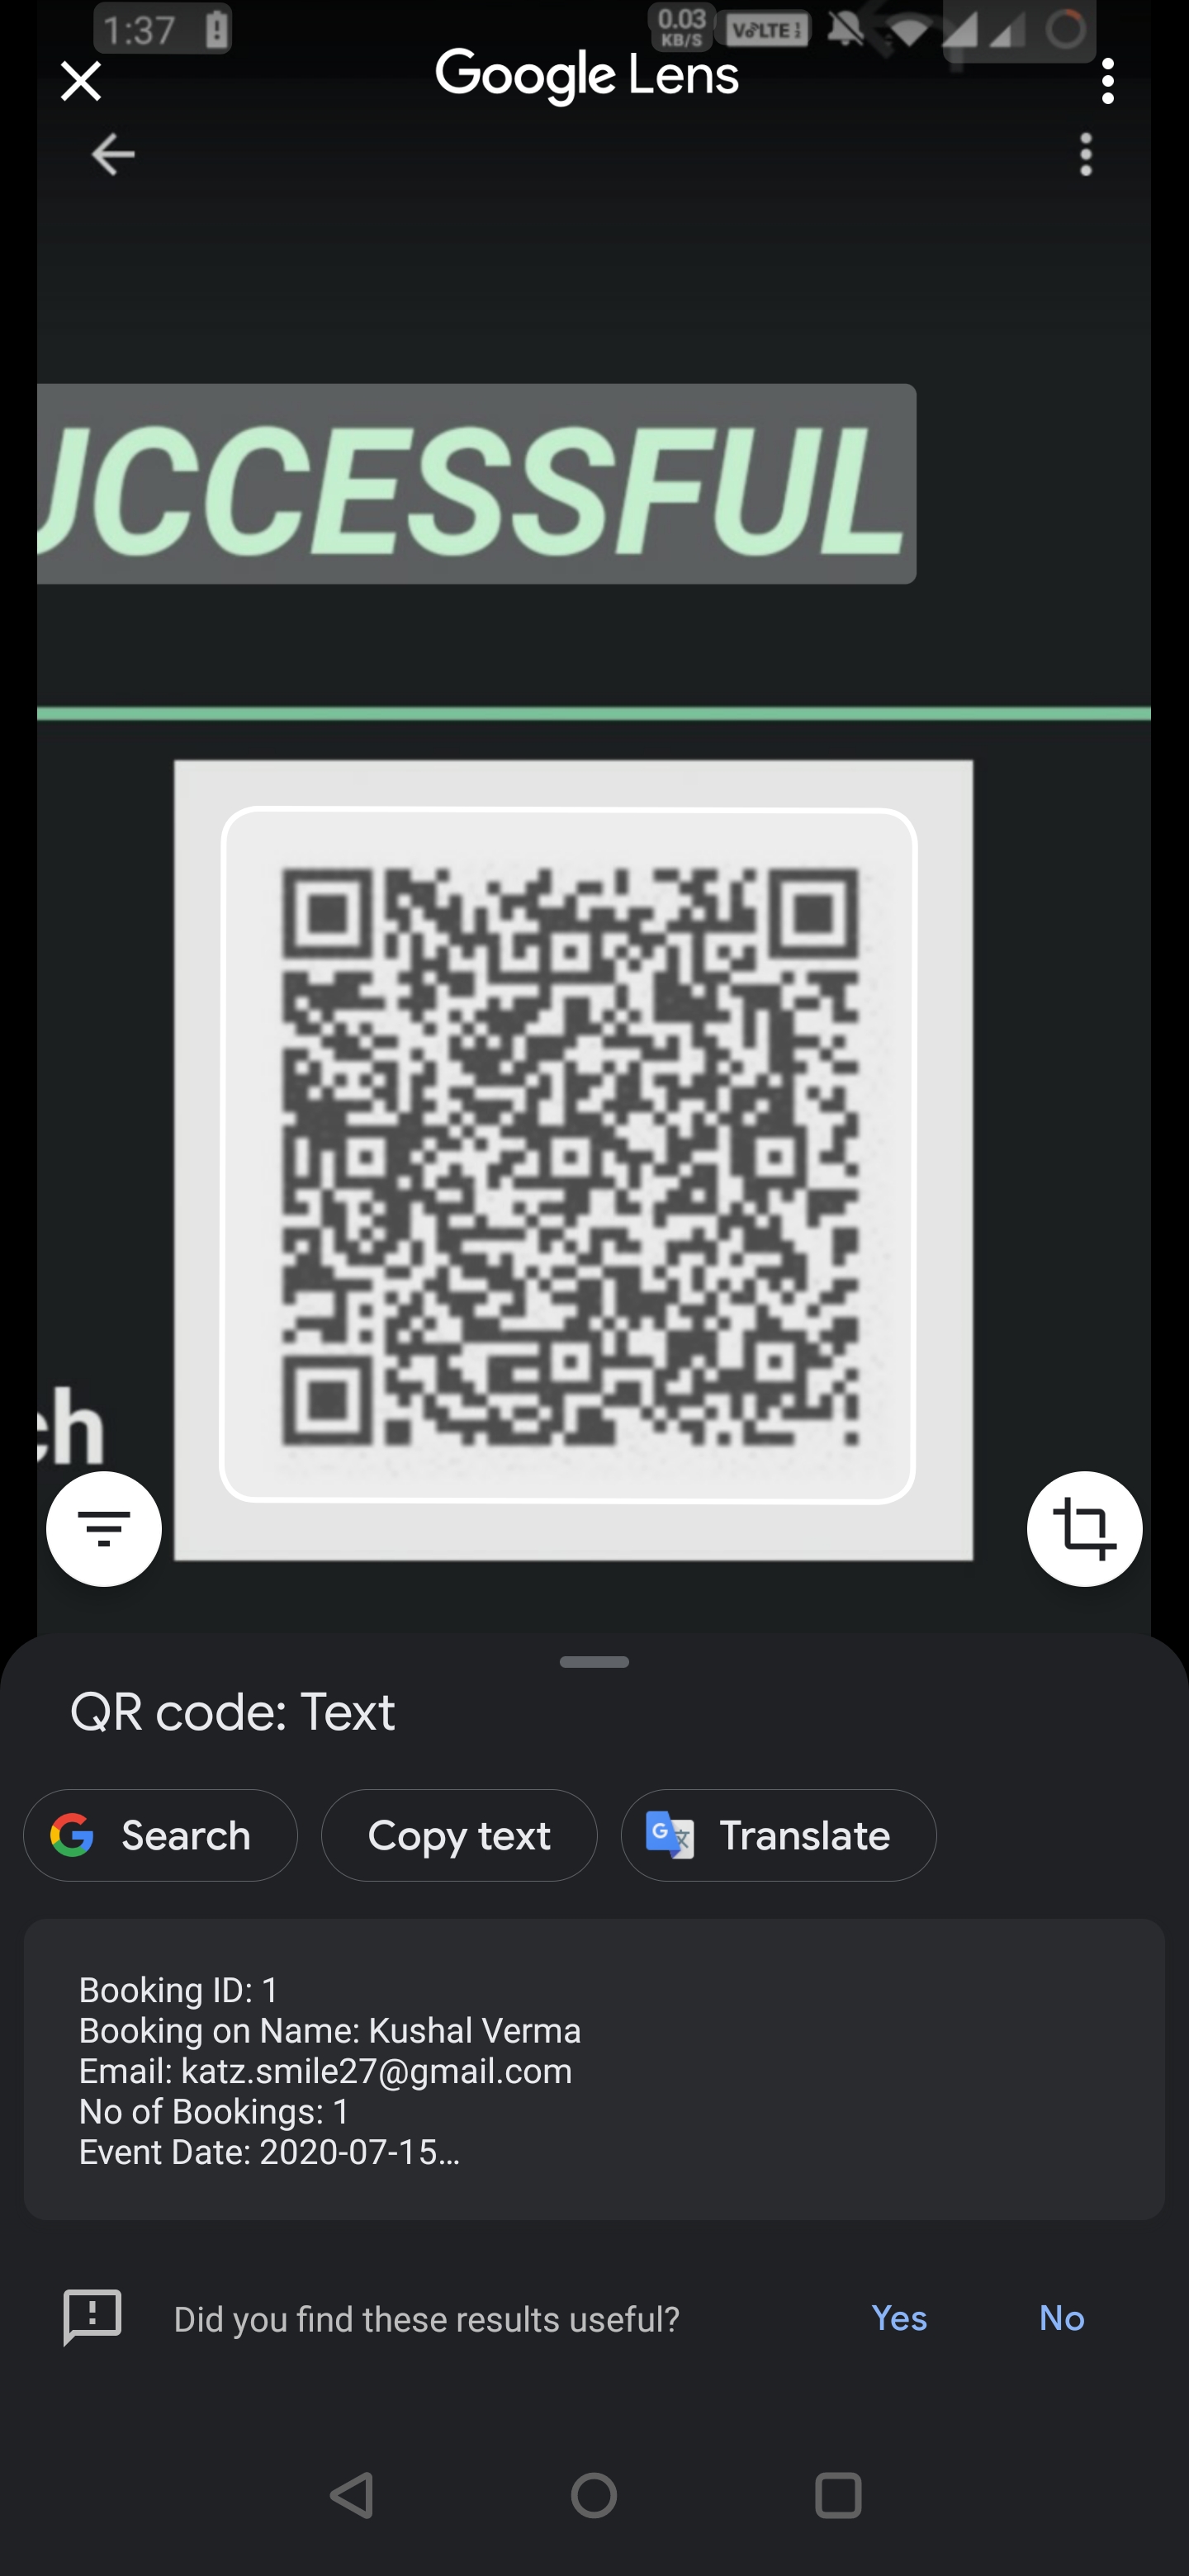 1:37
0.03
KB/S
VoLTE
Google Lens
UCCESSFUL
ch
QR code: Text
Search
Copy text
Translate
Booking ID: 1
Booking on Name: Kushal Verma
Email: katz.smile27@gmail.com
No of Bookings: 1
Event Date: 2020-07-15...
Did you find these results useful?
Yes
No